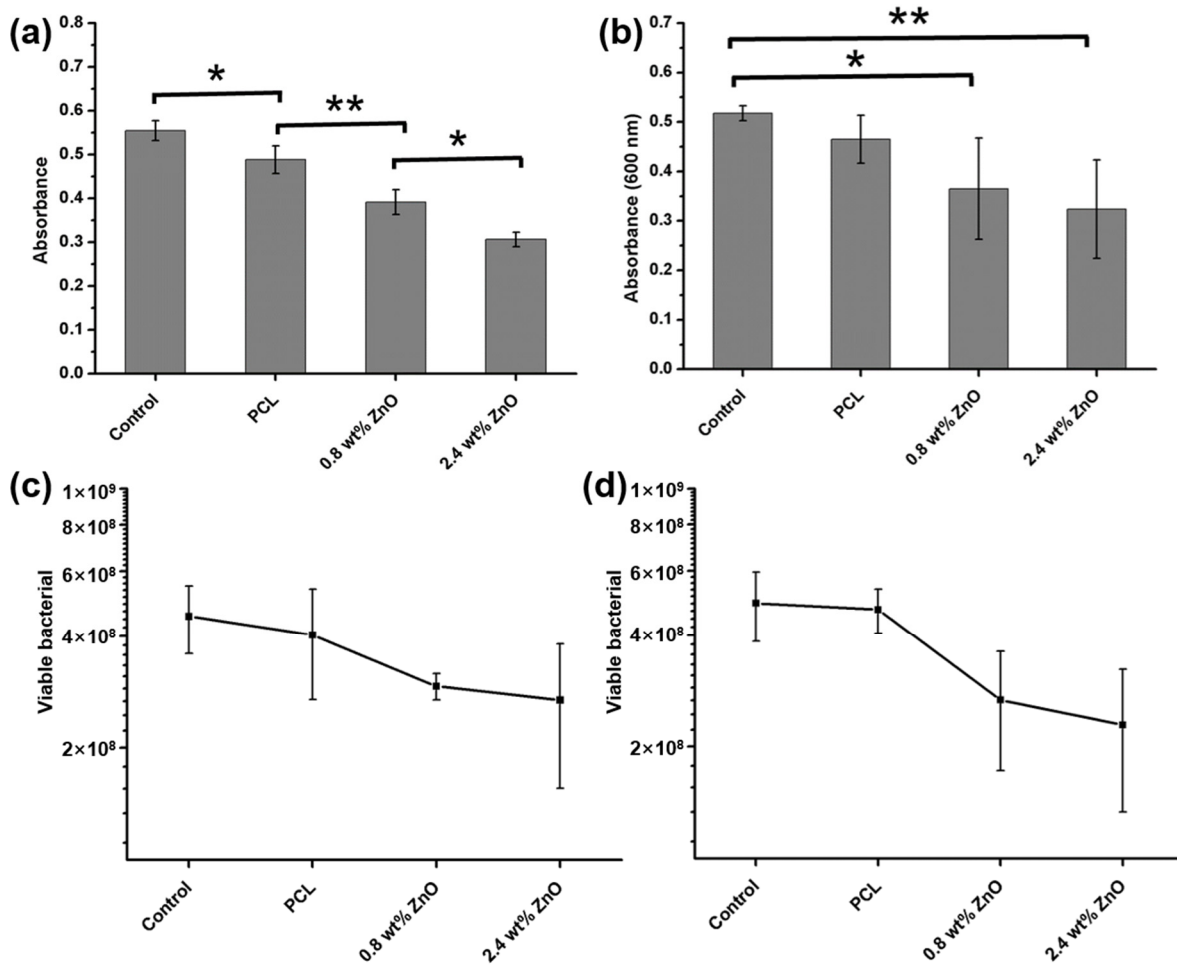 (a)
Absorbance
0.8
0.7
0.6
0.5
0.4
0.3
0.2
0.1
0.0
*
**
*
Control
PCL
0.8 wt% ZnO
2.4 wt% ZnO
(b)
Absorbance (600 nm)
0.7
0.6
0.5
0.4
0.3
0.2
0.1
0.0
**
*
Control
PCL
0.8 wt% ZnO
2.4 wt% ZnO
(c)
Viable bacterial
1×10⁹
8×10⁸
6×10⁸
4×10⁸
2×10⁸
Control
PCL
0.8 wt% ZnO
2.4 wt% ZnO
(d)
Viable bacterial
1×10⁹
8×10⁸
6×10⁸
4×10⁸
2×10⁸
Control
PCL
0.8 wt% ZnO
2.4 wt% ZnO